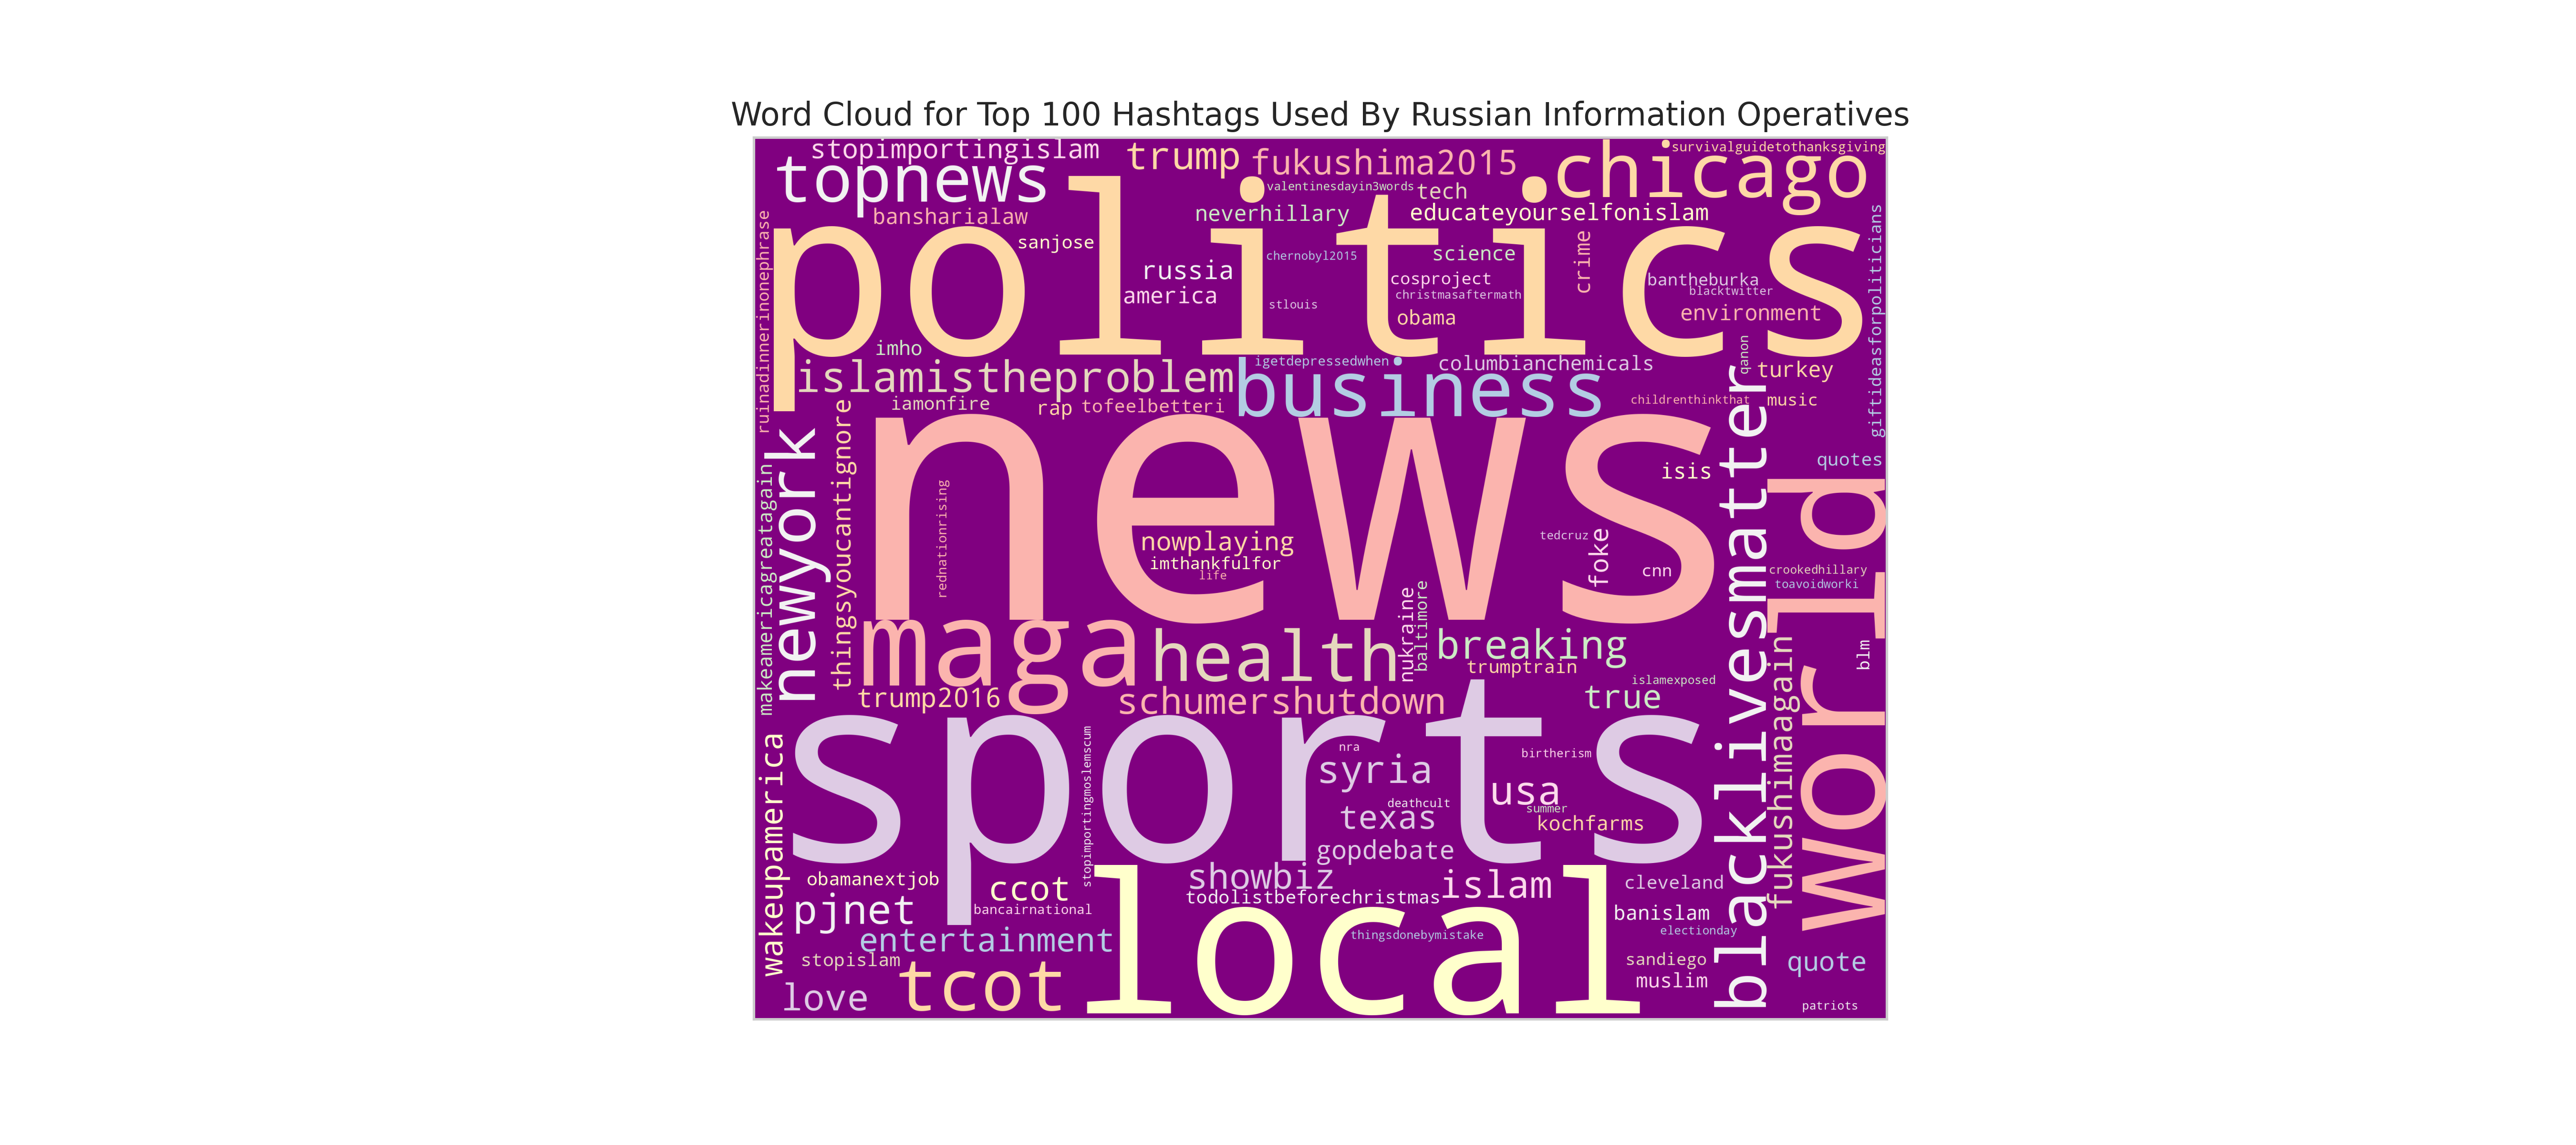 Word Cloud for Top 100 Hashtags Used By Russian Information Operatives
stopimportingislam
trump
fukushima2015
chicago
survivalguidetothanksgiving
topnews
valentinesdayin3words
tech
bansharialaw
neverhillary
educateyourselfonislam
politics
sanjose
russia
chernobyl2015
science
crime
cosproject
america
christmasaftermath
stlouis
obama
bantheburka
blacktwitter
environment
giftideasforpoliticians
ruinadinnerinonephrase
imho
islamistheproblem
igetdepressedwhen
business
columbianchemicals
qanon
turkey
iamonfire
rap
tofeelbetteri
childrenthinkthat
music
newyork
thingsyoucantignore
news
isis
quotes
blacklivesmatter
world
makeamericagreatagain
rednationrising
nowplaying
imthankfulfor
life
tedcruz
foke
cnn
crookedhillary
toavoidworki
maga
health
nukraine
baltimore
breaking
trumptrain
blm
fukushimaagain
trump2016
schumershutdown
islamexposed
true
wakeupamerica
sports
stopimportingmoslemscum
nra
birtherism
syria
usa
deathcult
summer
texas
kochfarms
gopdebate
obamanextjob
ccot
showbiz
todolistbeforechristmas
islam
cleveland
pjnet
bancairnational
local
banislam
entertainment
thingsdonebymistake
electionday
stopislam
tcot
sandiego
quote
muslim
love
patriots